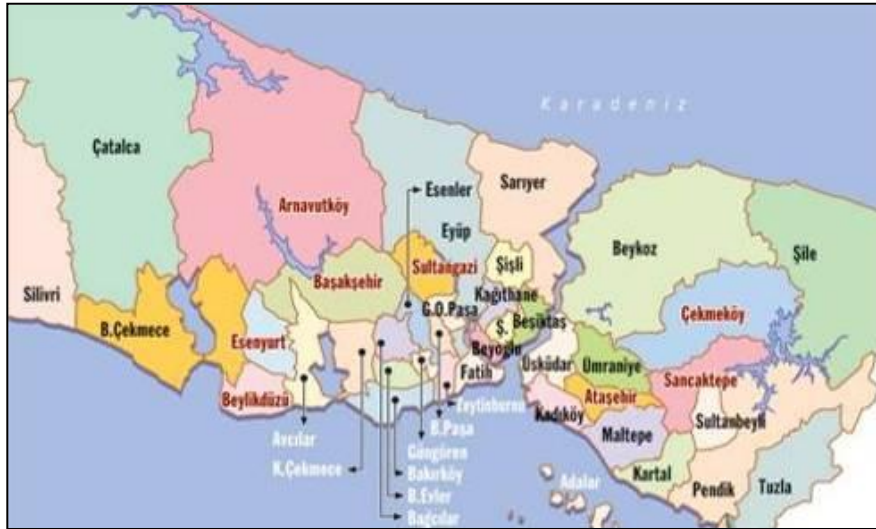 Karadeniz
Çatalca
Sarıyer
Esenler
Arnavutköy
Eyüp
Beykoz
Şile
Sultangazi
Şişli
Silivri
Başakşehir
Kağıthane
G.O.Paşa
Çekmeköy
B.Çekmece
Ş.
Beşiktaş
Esenyurt
Beyoğlu
Üsküdar
Ümraniye
Fatih
Sancaktepe
Beylikdüzü
Ataşehir
Zeytinburnu
Kadıköy
Sultanbeyli
B.Paşa
Maltepe
Avcılar
Güngören
K.Çekmece
Bakırköy
Adalar
Kartal
B.Evler
Pendik
Tuzla
Bağcılar